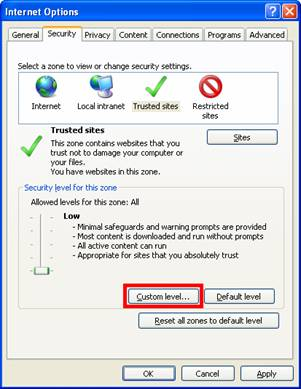 Internet Options
General
Security
Privacy
Content
Connections
Programs
Advanced
Select a zone to view or change security settings.
Internet
Local intranet
Trusted sites
Restricted
sites
Trusted sites
Sites
This zone contains websites that you
trust not to damage your computer or
your files.
You have websites in this zone.
Security level for this zone
Allowed levels for this zone: All
Low
- Minimal safeguards and warning prompts are provided
- Most content is downloaded and run without prompts
- All active content can run
- Appropriate for sites that you absolutely trust
Custom level...
Default level
Reset all zones to default level
OK
Cancel
Apply